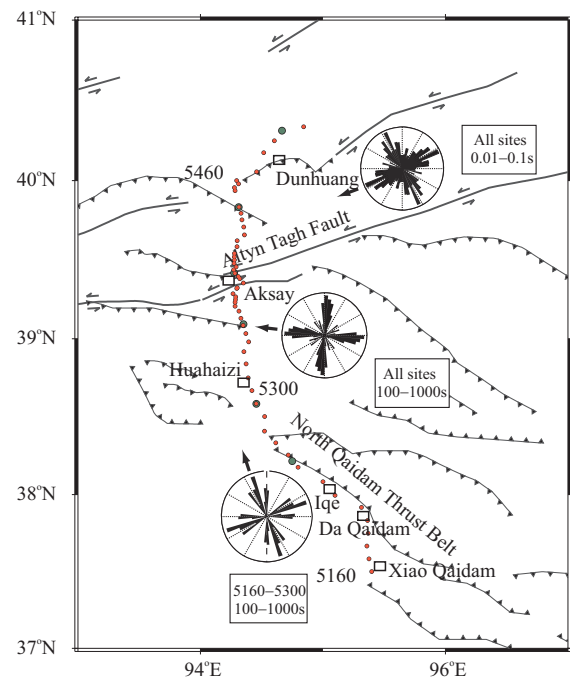 41°N
40°N
39°N
38°N
37°N
94°E
96°E
5460
Dunhuang
All sites
0.01–0.1s
Altyn Tagh Fault
Aksay
Huahaizi
5300
All sites
100–1000s
North Qaidam Thrust Belt
Iqe
Da Qaidam
5160
Xiao Qaidam
5160–5300
100–1000s